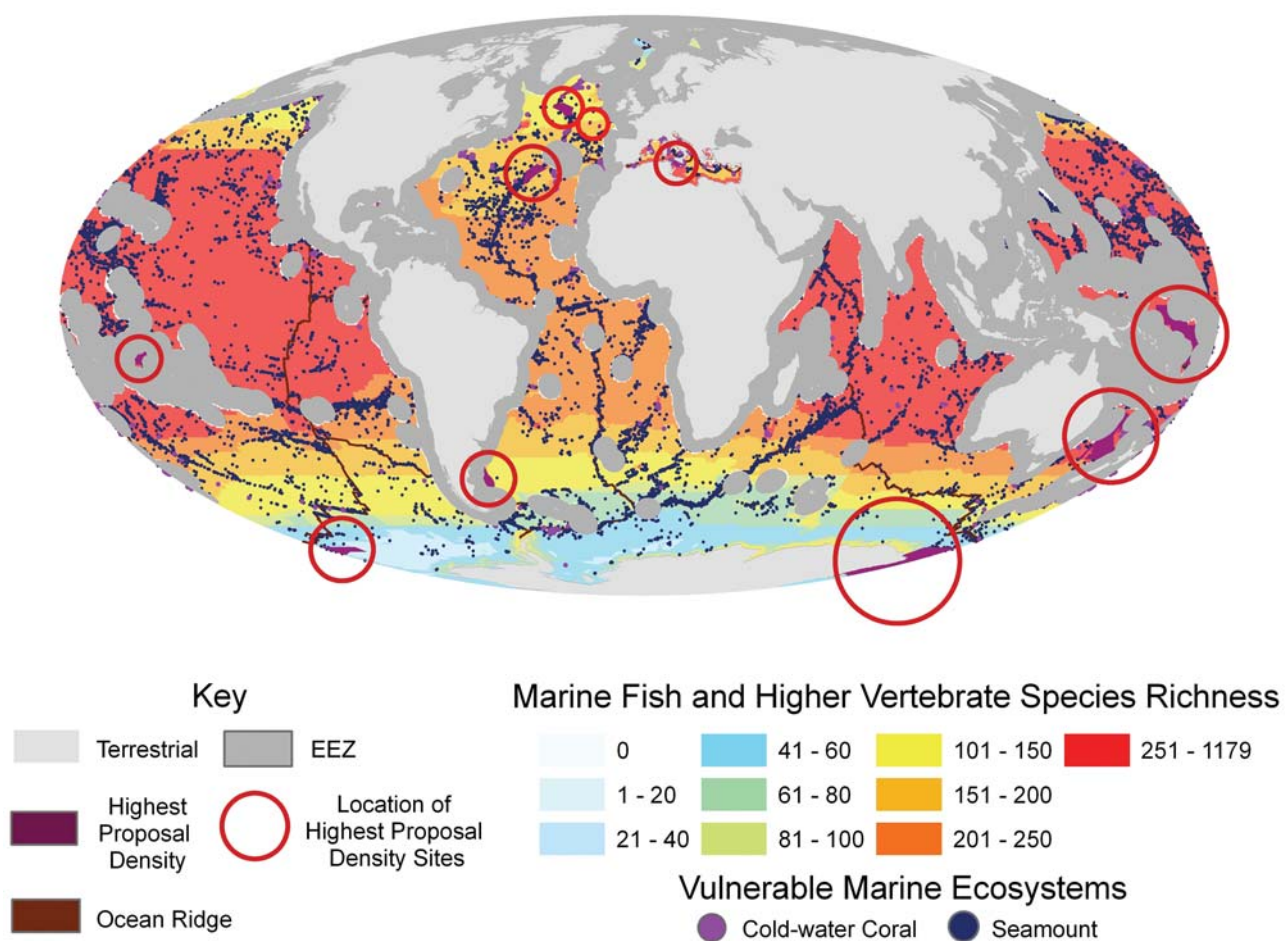 Key
Terrestrial
EEZ
Highest
Proposal
Density
Location of
Highest Proposal
Density Sites
Ocean Ridge
Marine Fish and Higher Vertebrate Species Richness
0
41 - 60
101 - 150
251 - 1179
1 - 20
61 - 80
151 - 200
21 - 40
81 - 100
201 - 250
Vulnerable Marine Ecosystems
Cold-water Coral
Seamount